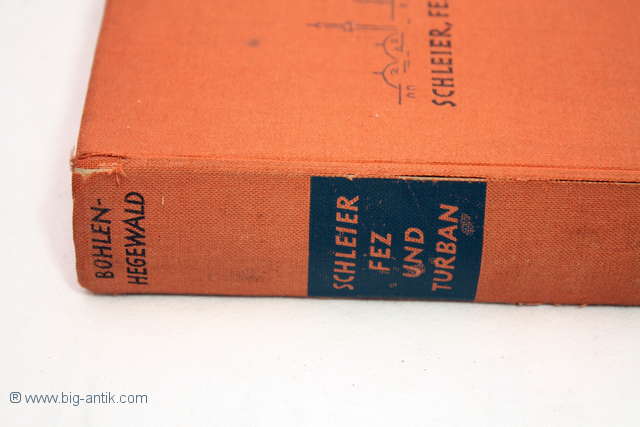 SCHLEIER, FE
BOHLEN-
HEGEWALD
SCHLEIER
FEZ
UND
TURBAN
® www.big-antik.com